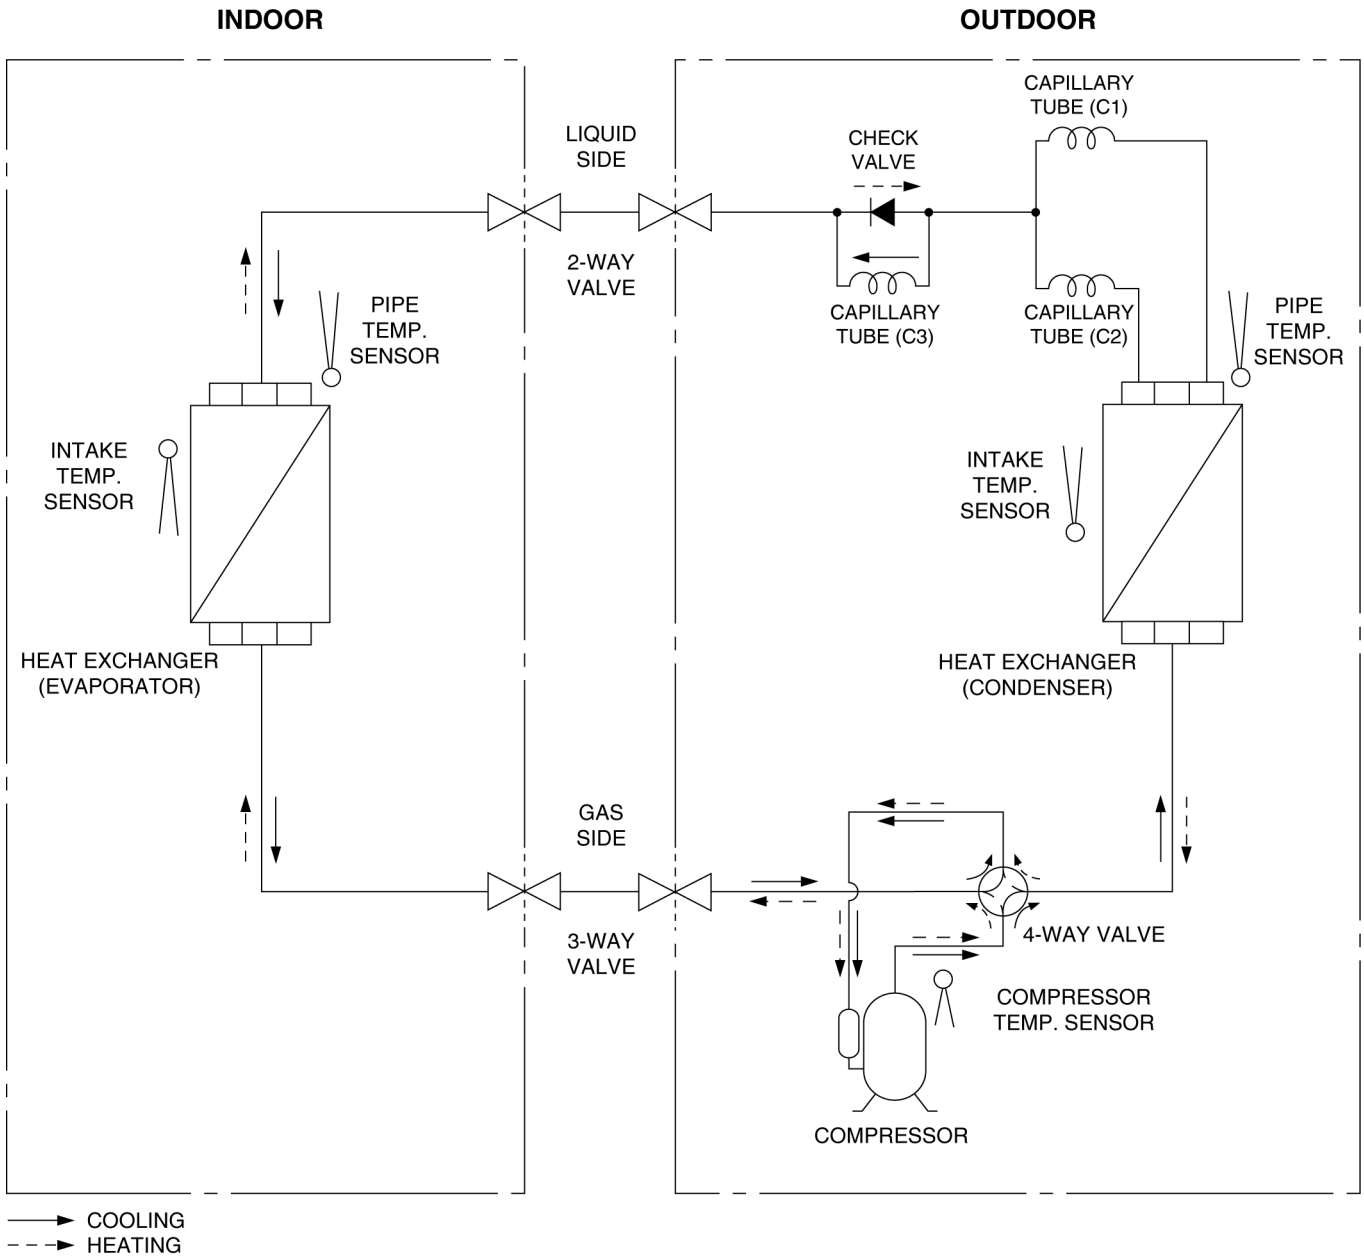 INDOOR
OUTDOOR
CAPILLARY
TUBE (C1)
LIQUID
SIDE
CHECK
VALVE
2-WAY
VALVE
CAPILLARY
TUBE (C3)
CAPILLARY
TUBE (C2)
PIPE
TEMP.
SENSOR
PIPE
TEMP.
SENSOR
INTAKE
TEMP.
SENSOR
INTAKE
TEMP.
SENSOR
HEAT EXCHANGER
(EVAPORATOR)
HEAT EXCHANGER
(CONDENSER)
GAS
SIDE
3-WAY
VALVE
4-WAY VALVE
COMPRESSOR
TEMP. SENSOR
COMPRESSOR
COOLING
HEATING